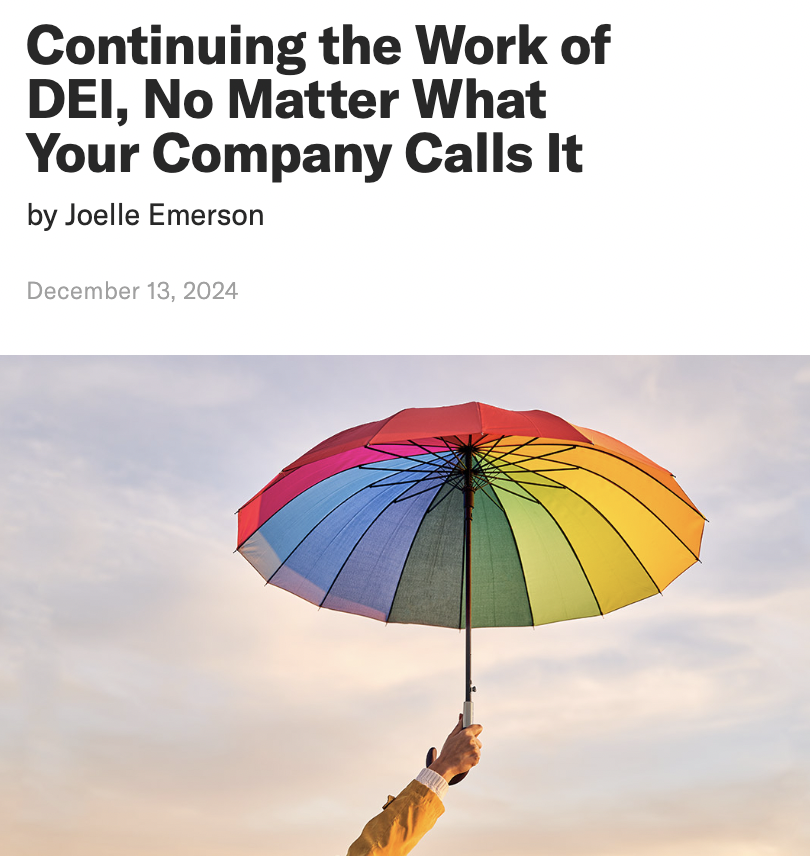 Continuing the Work of
DEI, No Matter What
Your Company Calls It
by Joelle Emerson
December 13, 2024